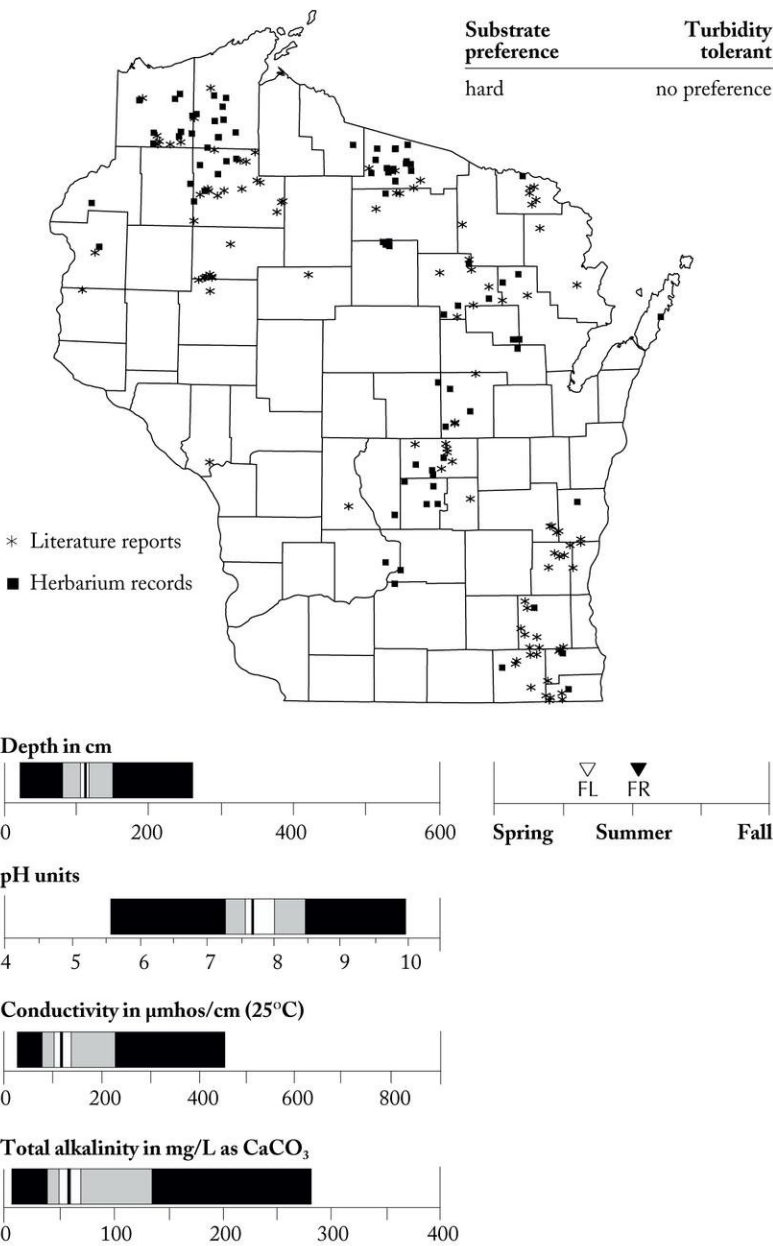 Substrate preference Turbidity tolerant
hard no preference
* Literature reports
■ Herbarium records
Depth in cm
0 200 400 600
FL FR
Spring Summer Fall
pH units
4 5 6 7 8 9 10
Conductivity in µmhos/cm (25°C)
0 200 400 600 800
Total alkalinity in mg/L as CaCO₃
0 100 200 300 400